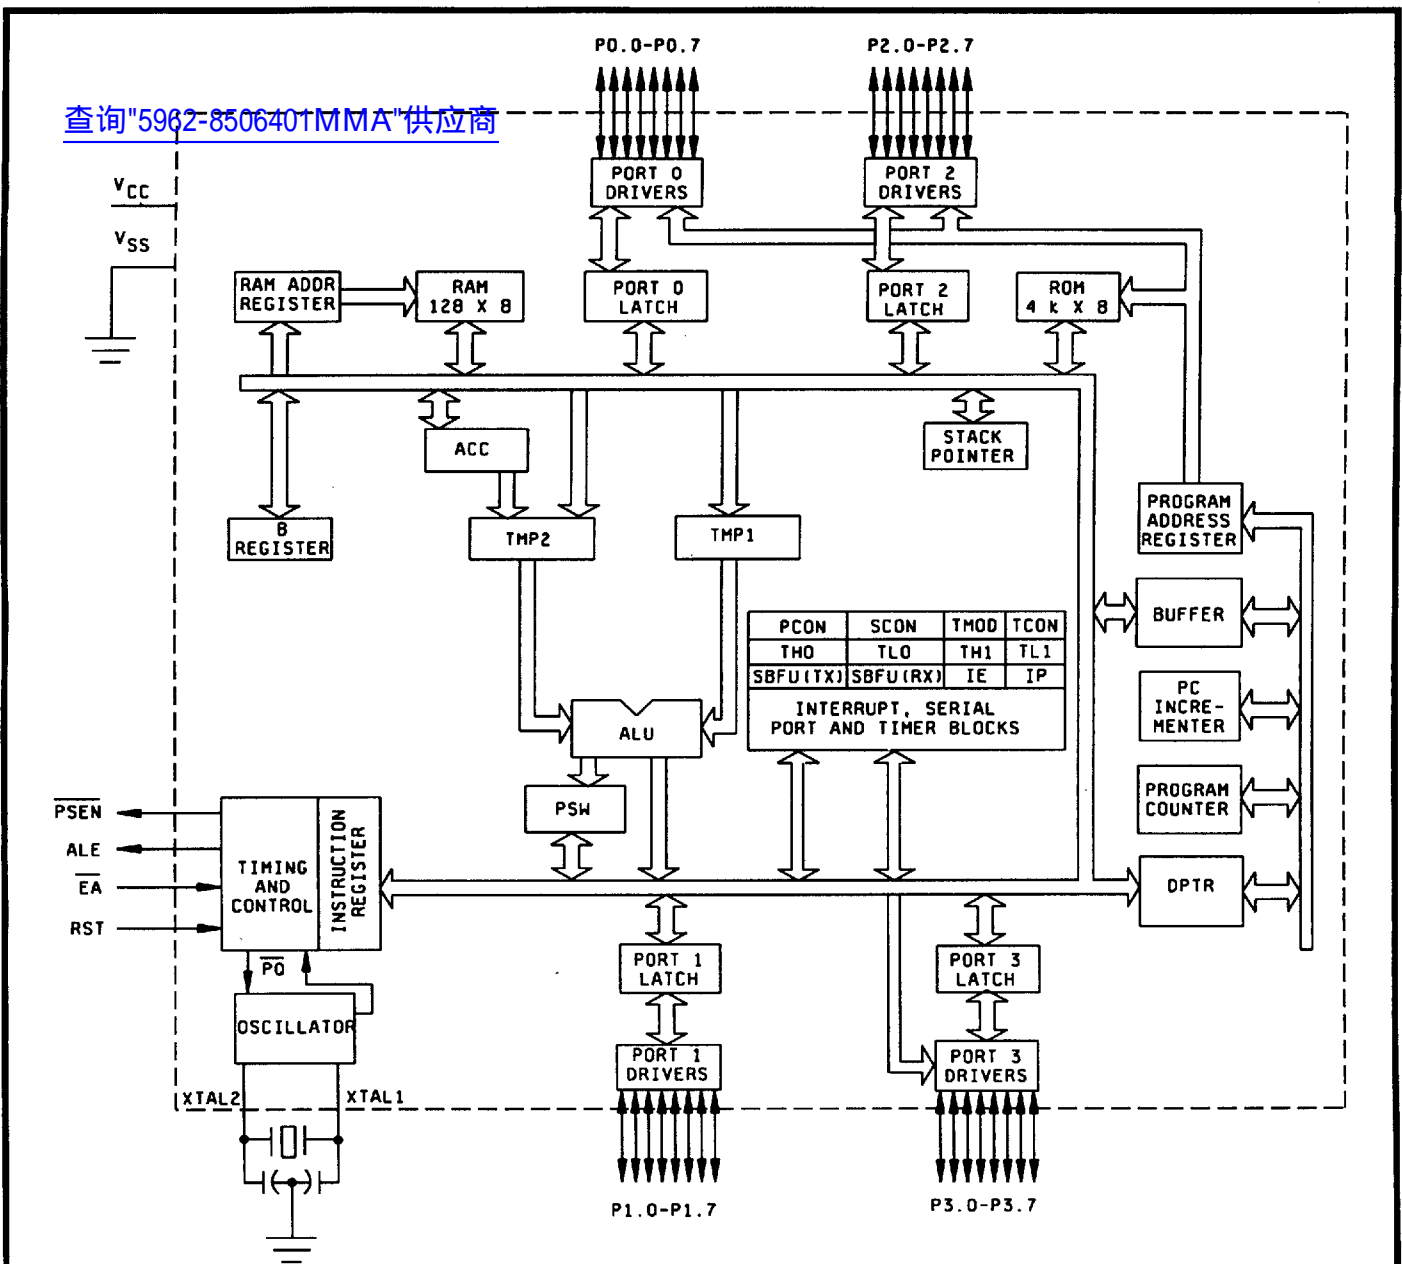 P0.0-P0.7
P2.0-P2.7
查询"5962-8506401MMA"供应商
PORT 0
DRIVERS
PORT 2
DRIVERS
VCC
VSS
RAM ADDR
REGISTER
RAM
128 X 8
PORT 0
LATCH
PORT 2
LATCH
ROM
4 k X 8
ACC
STACK
POINTER
B
REGISTER
TMP2
TMP1
PROGRAM
ADDRESS
REGISTER
BUFFER
PCON SCON TMOD TCON
TH0 TL0 TH1 TL1
SBFU(TX) SBFU(RX) IE IP
INTERRUPT, SERIAL
PORT AND TIMER BLOCKS
PC
INCRE-
MENTER
ALU
PSW
PROGRAM
COUNTER
PSEN
ALE
EA
RST
TIMING
AND
CONTROL
INSTRUCTION
REGISTER
DPTR
PD
OSCILLATOR
PORT 1
LATCH
PORT 3
LATCH
PORT 1
DRIVERS
PORT 3
DRIVERS
XTAL2
XTAL1
P1.0-P1.7
P3.0-P3.7